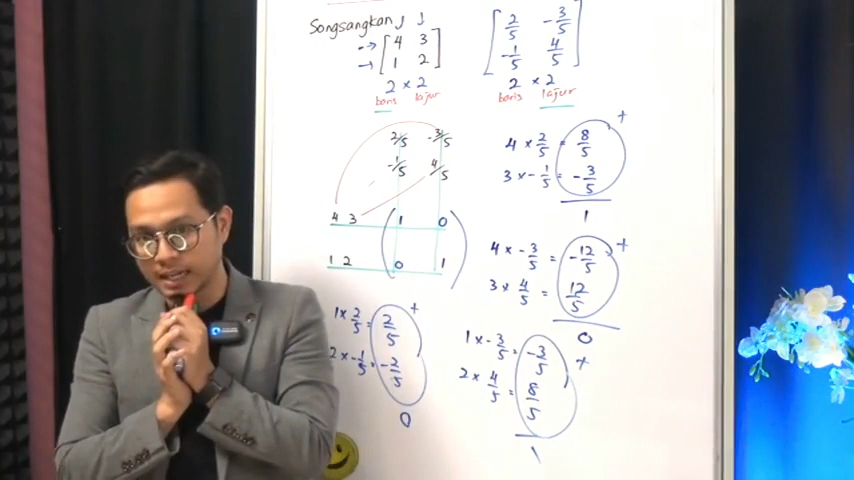 Songsangkan
[4 3
1 2]
2 × 2
baris lajur
[2/5 -3/5
-1/5 4/5]
2 × 2
baris lajur
2/5 -3/5
-1/5 4/5
4 3 (1 0
1 2 0 1)
4 × 2/5 = 8/5 +
3 × -1/5 = -3/5
1
4 × -3/5 = -12/5 +
3 × 4/5 = 12/5
0
1 × 2/5 = 2/5 +
2 × -1/5 = -2/5
0
1 × -3/5 = -3/5 +
2 × 4/5 = 8/5
1